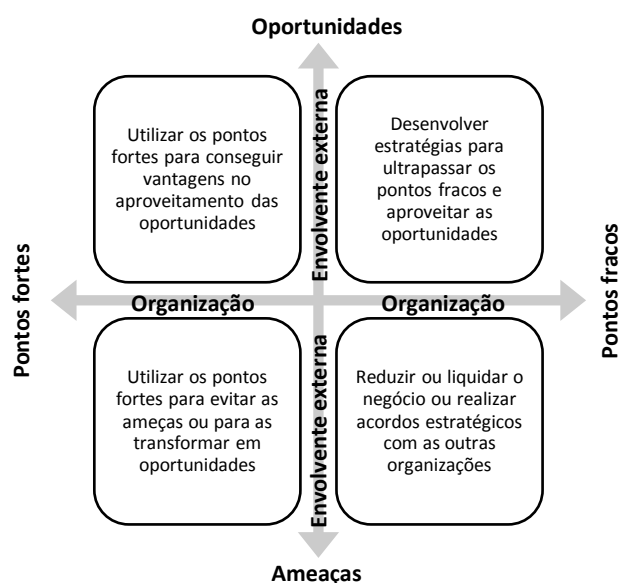 Oportunidades
Utilizar os pontos
fortes para conseguir
vantagens no
aproveitamento das
oportunidades
Envolvente externa
Desenvolver
estratégias para
ultrapassar os
pontos fracos e
aproveitar as
oportunidades
Pontos fortes
Organização
Organização
Pontos fracos
Utilizar os pontos
fortes para evitar as
ameças ou para as
transformar em
oportunidades
Envolvente externa
Reduzir ou liquidar o
negócio ou realizar
acordos estratégicos
com as outras
organizações
Ameaças